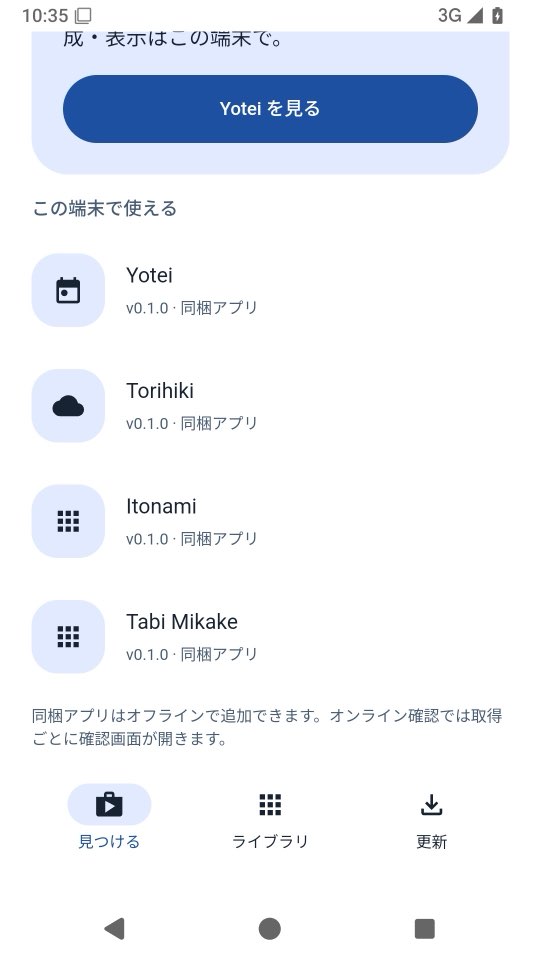 10:35
3G
成・表示はこの端末で。
Yotei を見る
この端末で使える
Yotei
v0.1.0 · 同梱アプリ
Torihiki
v0.1.0 · 同梱アプリ
Itonami
v0.1.0 · 同梱アプリ
Tabi Mikake
v0.1.0 · 同梱アプリ
同梱アプリはオフラインで追加できます。オンライン確認では取得
ごとに確認画面が開きます。
見つける
ライブラリ
更新